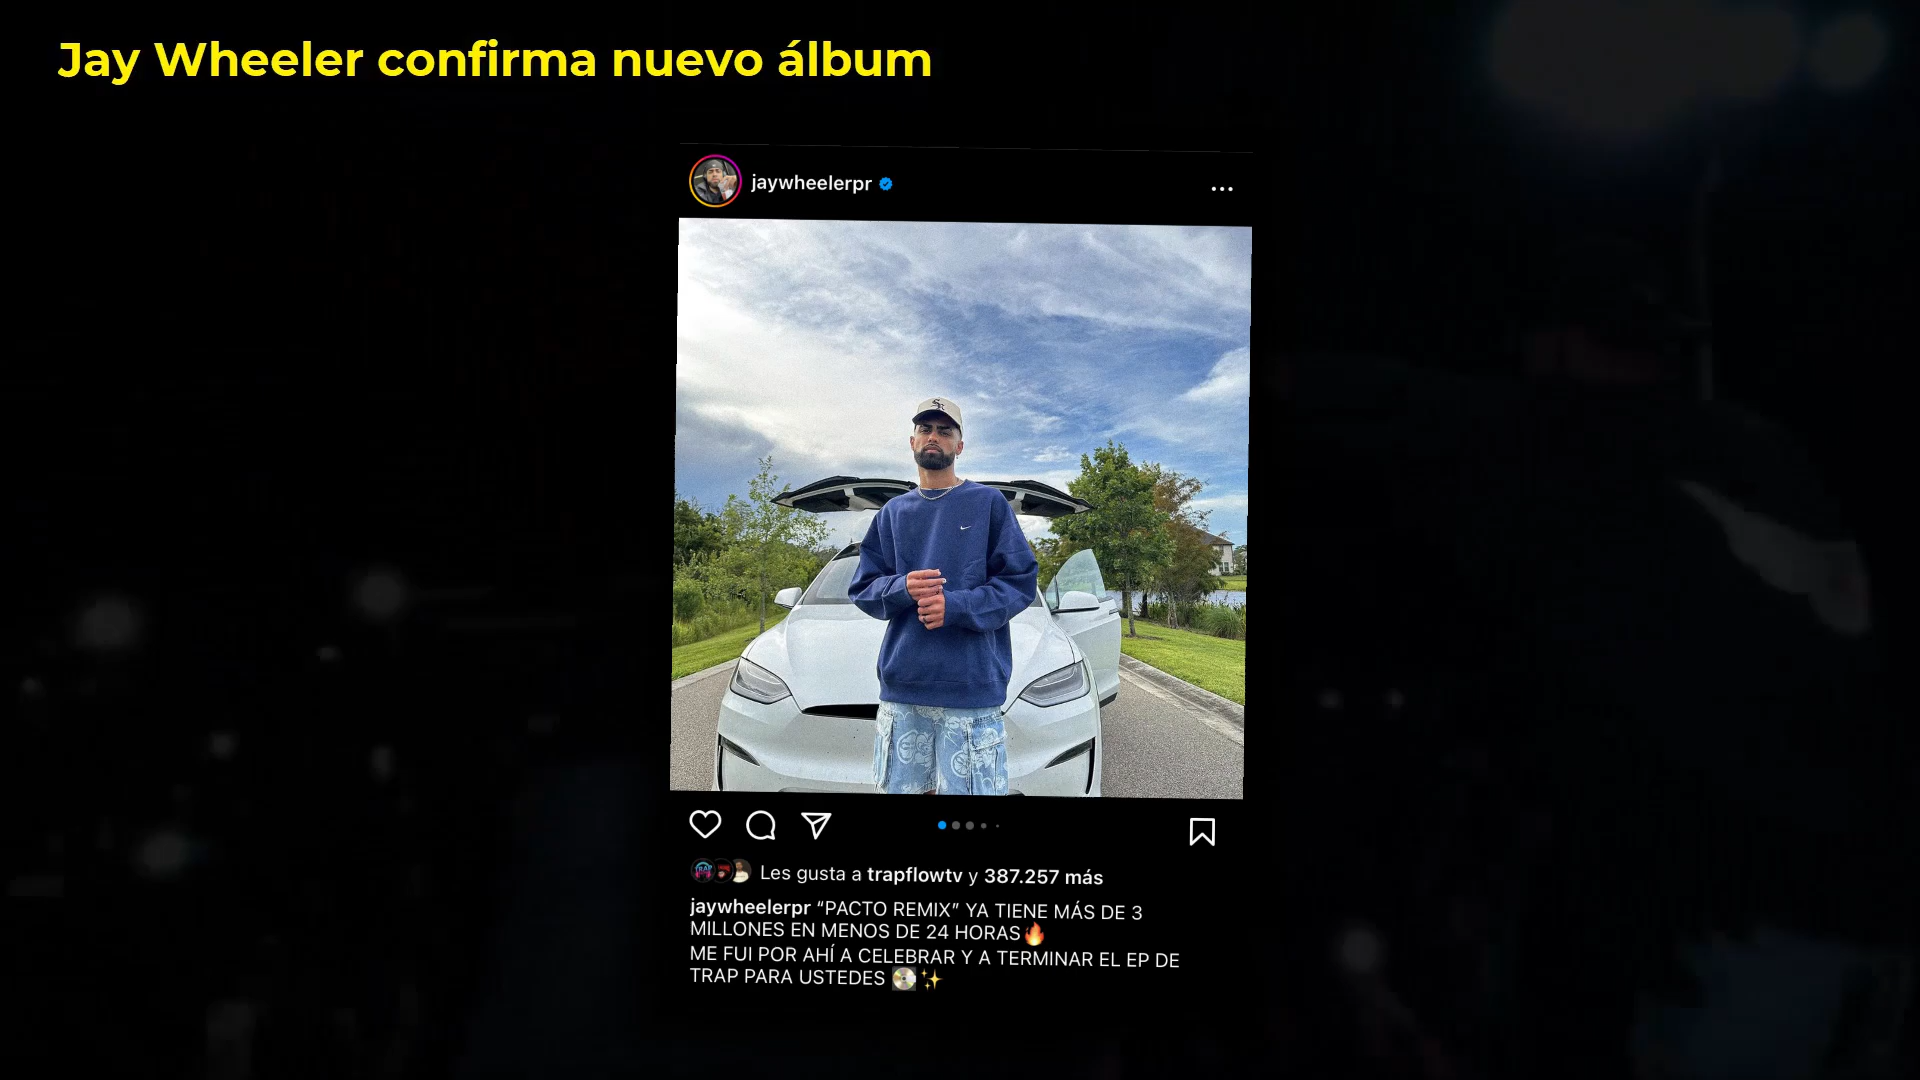 Jay Wheeler confirma nuevo álbum
jaywheelerpr
Les gusta a trapflowtv y 387.257 más
jaywheelerpr “PACTO REMIX” YA TIENE MÁS DE 3
MILLONES EN MENOS DE 24 HORAS🔥
ME FUI POR AHÍ A CELEBRAR Y A TERMINAR EL EP DE
TRAP PARA USTEDES 💽✨